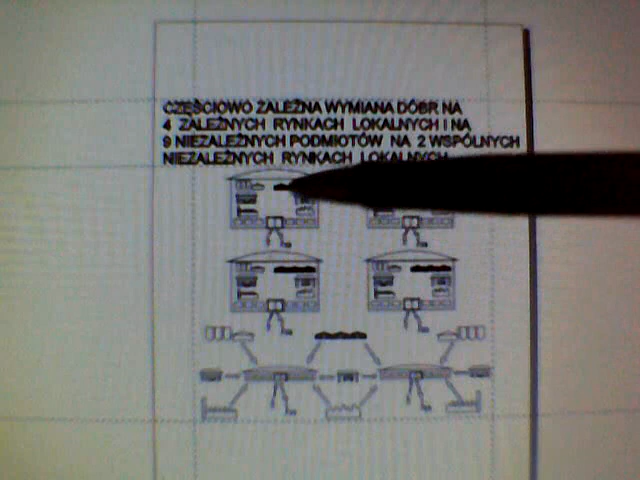 CZĘŚCIOWO ZALEŻNA WYMIANA DÓBR NA
4 ZALEŻNYCH RYNKACH LOKALNYCH I NA
9 NIEZALEŻNYCH PODMIOTÓW NA 2 WSPÓLNYCH
NIEZALEŻNYCH RYNKACH LOKALNYCH